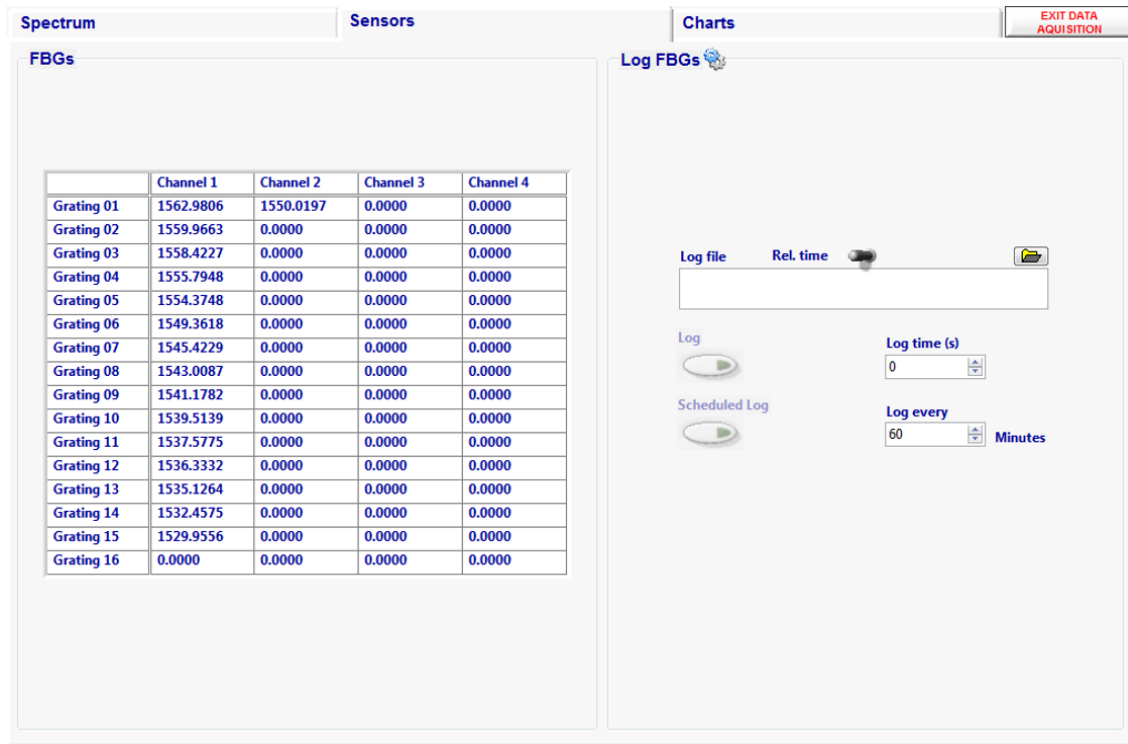 Spectrum Sensors Charts EXIT DATA
AQUISITION
FBGs
Channel 1 Channel 2 Channel 3 Channel 4
Grating 01 1562.9806 1550.0197 0.0000 0.0000
Grating 02 1559.9663 0.0000 0.0000 0.0000
Grating 03 1558.4227 0.0000 0.0000 0.0000
Grating 04 1555.7948 0.0000 0.0000 0.0000
Grating 05 1554.3748 0.0000 0.0000 0.0000
Grating 06 1549.3618 0.0000 0.0000 0.0000
Grating 07 1545.4229 0.0000 0.0000 0.0000
Grating 08 1543.0087 0.0000 0.0000 0.0000
Grating 09 1541.1782 0.0000 0.0000 0.0000
Grating 10 1539.5139 0.0000 0.0000 0.0000
Grating 11 1537.5775 0.0000 0.0000 0.0000
Grating 12 1536.3332 0.0000 0.0000 0.0000
Grating 13 1535.1264 0.0000 0.0000 0.0000
Grating 14 1532.4575 0.0000 0.0000 0.0000
Grating 15 1529.9556 0.0000 0.0000 0.0000
Grating 16 0.0000 0.0000 0.0000 0.0000
Log FBGs
Log file Rel. time
Log Log time (s)
0
Scheduled Log Log every
60 Minutes